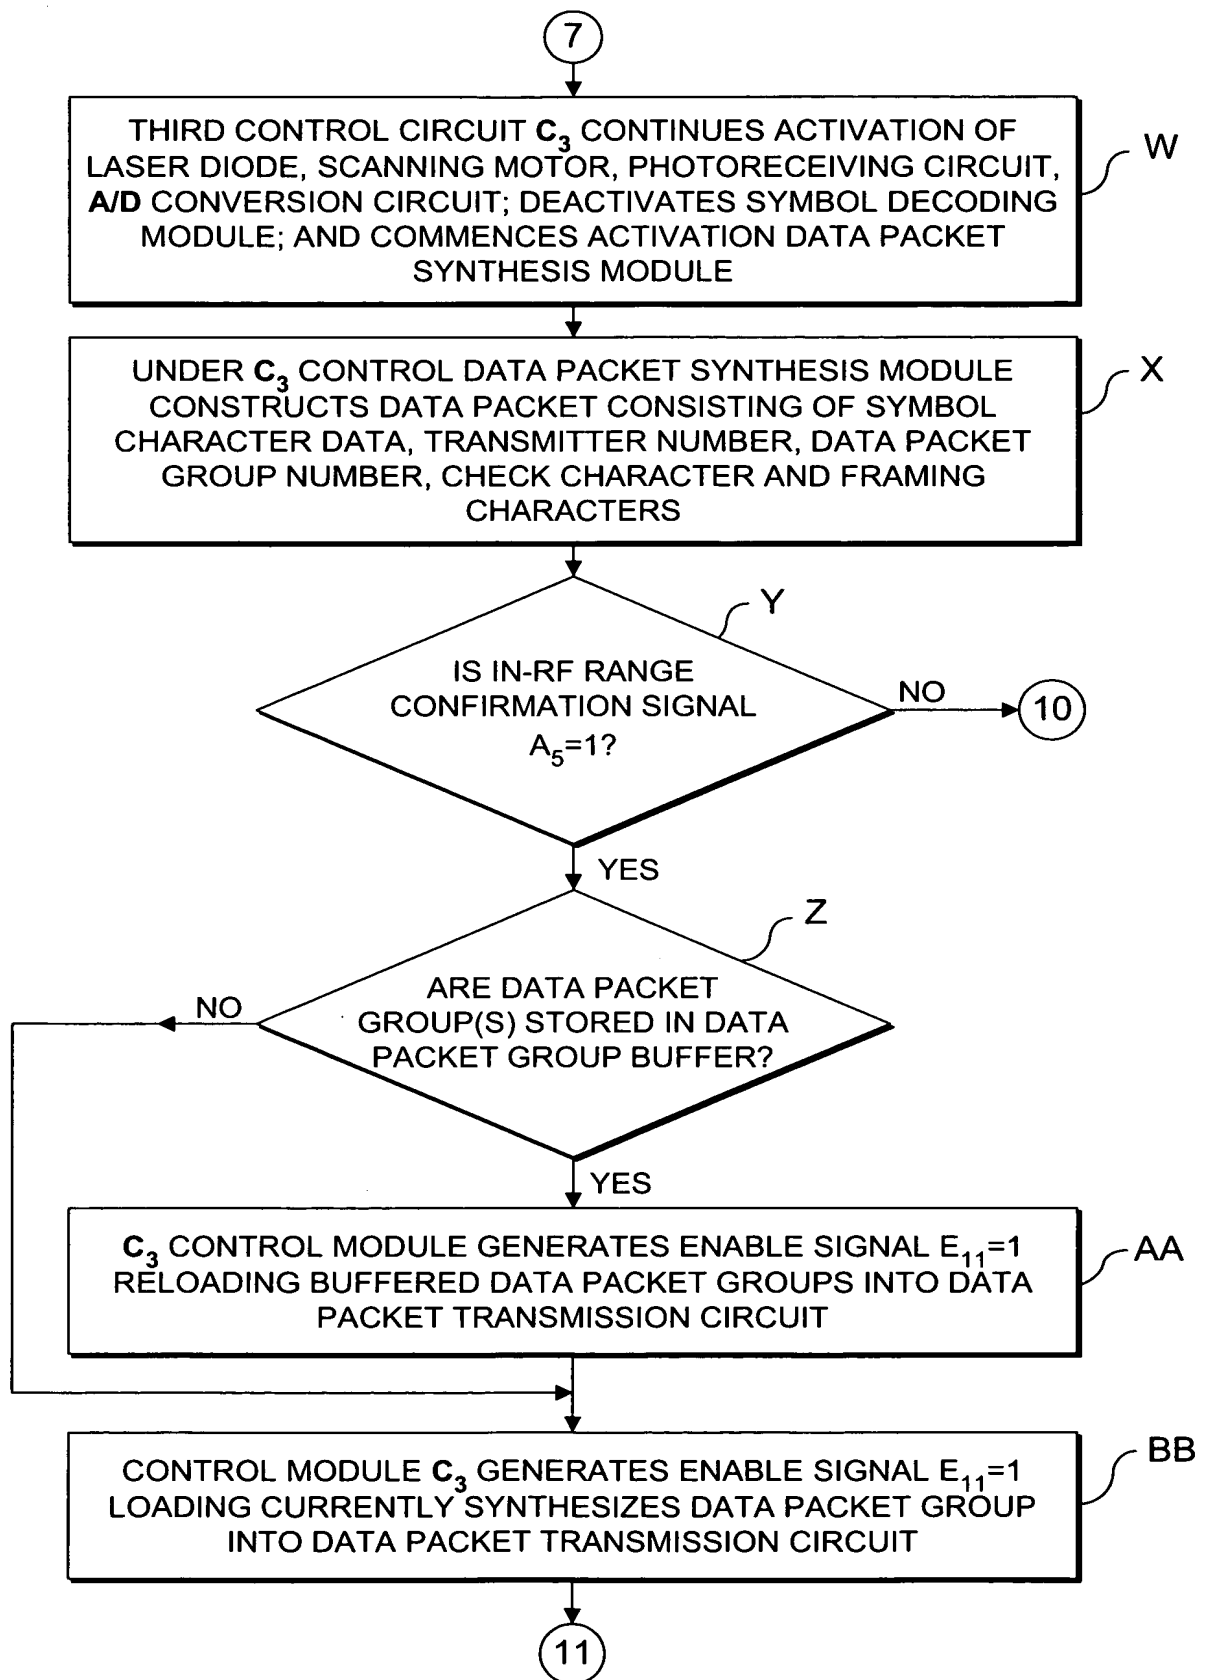 7
THIRD CONTROL CIRCUIT C3 CONTINUES ACTIVATION OF
LASER DIODE, SCANNING MOTOR, PHOTORECEIVING CIRCUIT,
A/D CONVERSION CIRCUIT; DEACTIVATES SYMBOL DECODING
MODULE; AND COMMENCES ACTIVATION DATA PACKET
SYNTHESIS MODULE
W
UNDER C3 CONTROL DATA PACKET SYNTHESIS MODULE
CONSTRUCTS DATA PACKET CONSISTING OF SYMBOL
CHARACTER DATA, TRANSMITTER NUMBER, DATA PACKET
GROUP NUMBER, CHECK CHARACTER AND FRAMING
CHARACTERS
X
Y
IS IN-RF RANGE
CONFIRMATION SIGNAL
A5=1?
NO
10
YES
Z
ARE DATA PACKET
GROUP(S) STORED IN DATA
PACKET GROUP BUFFER?
NO
YES
C3 CONTROL MODULE GENERATES ENABLE SIGNAL E11=1
RELOADING BUFFERED DATA PACKET GROUPS INTO DATA
PACKET TRANSMISSION CIRCUIT
AA
CONTROL MODULE C3 GENERATES ENABLE SIGNAL E11=1
LOADING CURRENTLY SYNTHESIZES DATA PACKET GROUP
INTO DATA PACKET TRANSMISSION CIRCUIT
BB
11